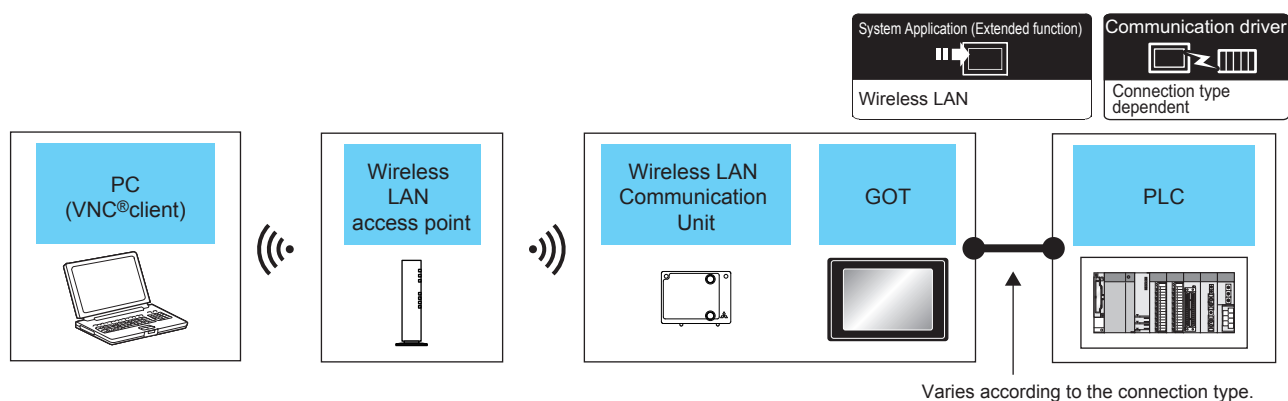 System Application (Extended function)
Wireless LAN
Communication driver
Connection type
dependent
PC
(VNC®client)
Wireless
LAN
access point
Wireless LAN
Communication
Unit
GOT
PLC
Varies according to the connection type.